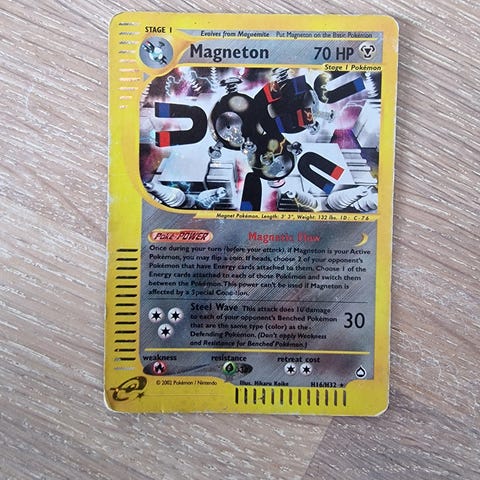 STAGE 1
Evolves from Magnemite Put Magneton on the Basic Pokémon
Magneton 70 HP
Stage 1 Pokémon
Magnet Pokémon. Length: 3' 3", Weight: 132 lbs. ID: C-76
POKé-POWER Magnetic Flow
Once during your turn (before your attack), if Magneton is your Active
Pokémon, you may flip a coin. If heads, choose 2 of your opponent's
Pokémon that have Energy cards attached to them. Choose 1 of the
Energy cards attached to each of those Pokémon and switch them
between the Pokémon. This power can't be used if Magneton is
affected by a Special Condition.
Steel Wave This attack does 10 damage
to each of your opponent's Benched Pokémon
that are the same type (color) as the
Defending Pokémon. (Don't apply Weakness
and Resistance for Benched Pokémon.)
30
weakness resistance retreat cost
© 2002 Pokémon / Nintendo Illus. Hikaru Koike H16/H32 ★